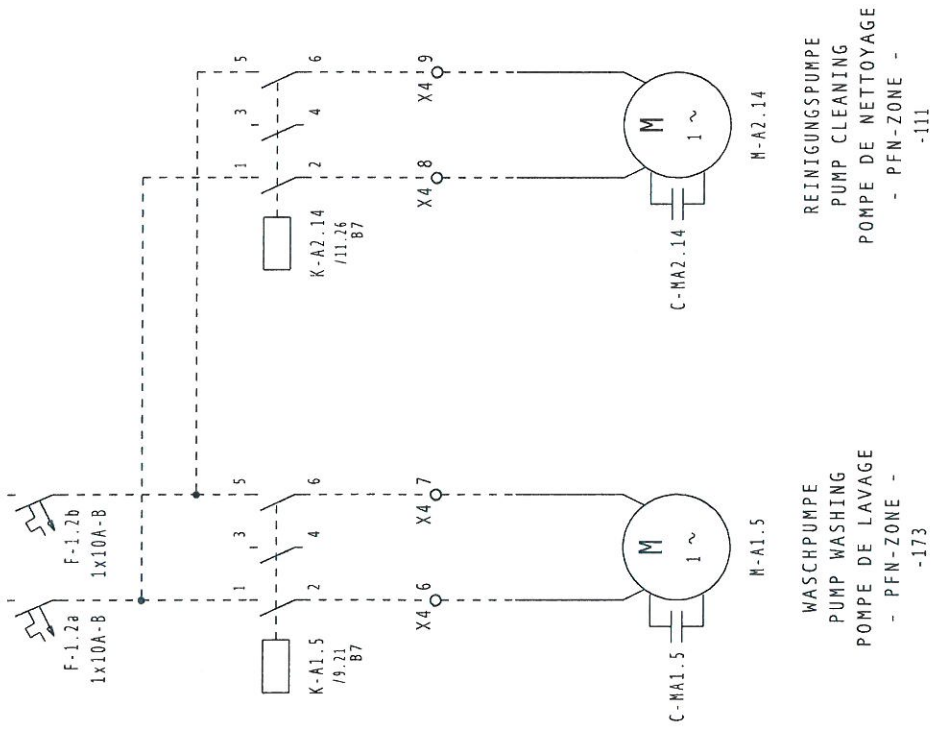 F-1.2a
1x10A-B
F-1.2b
1x10A-B
1
3
5
2
4
6
K-A1.5
/9.21
B7
1
3
5
2
4
6
K-A2.14
/11.26
B7
X4
6
X4
7
X4
8
X4
9
M
1 ~
C-MA1.5
M-A1.5
M
1 ~
C-MA2.14
M-A2.14
WASCHPUMPE
PUMP WASHING
POMPE DE LAVAGE
- PFN-ZONE -
-173
REINIGUNGSPUMPE
PUMP CLEANING
POMPE DE NETTOYAGE
- PFN-ZONE -
-111